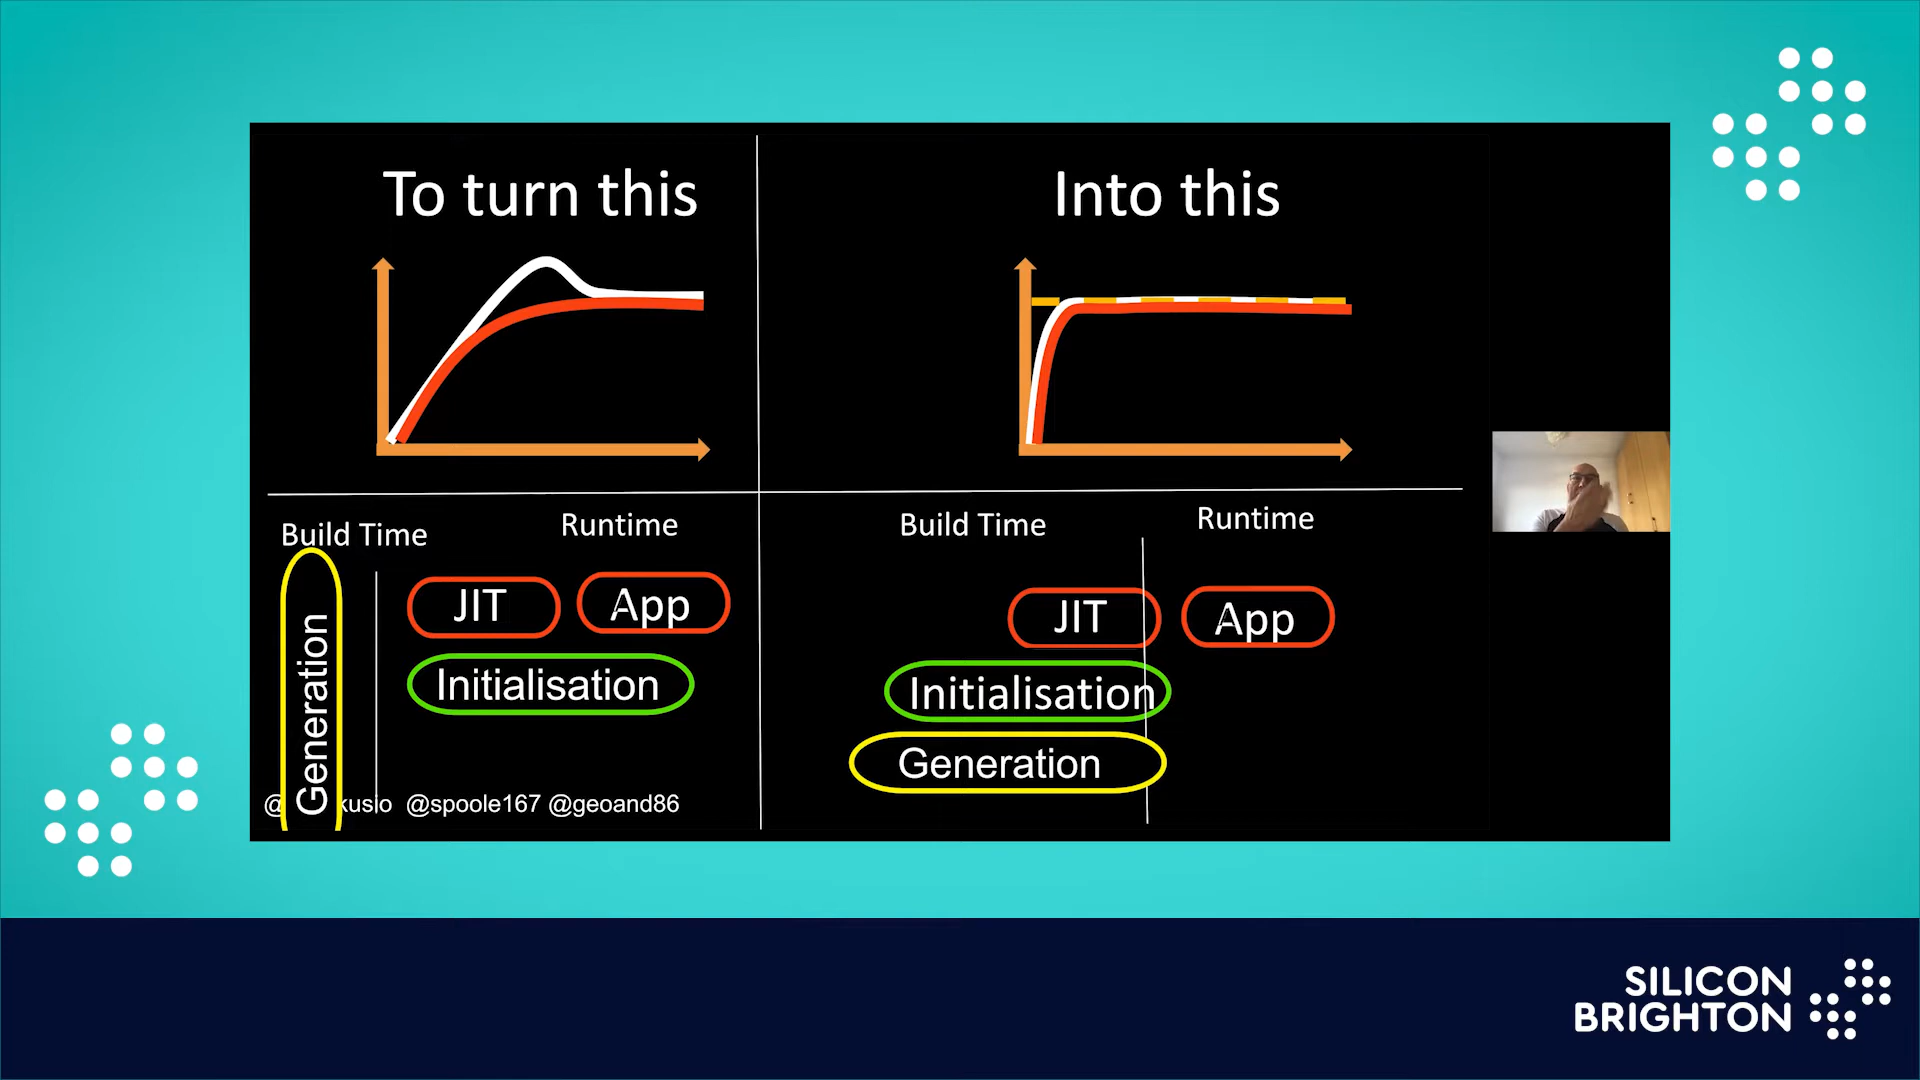 To turn this
Into this
Build Time
Runtime
Generation
JIT
App
Initialisation
@ kusio @spoole167 @geoand86
Build Time
Runtime
JIT
App
Initialisation
Generation
SILICON
BRIGHTON